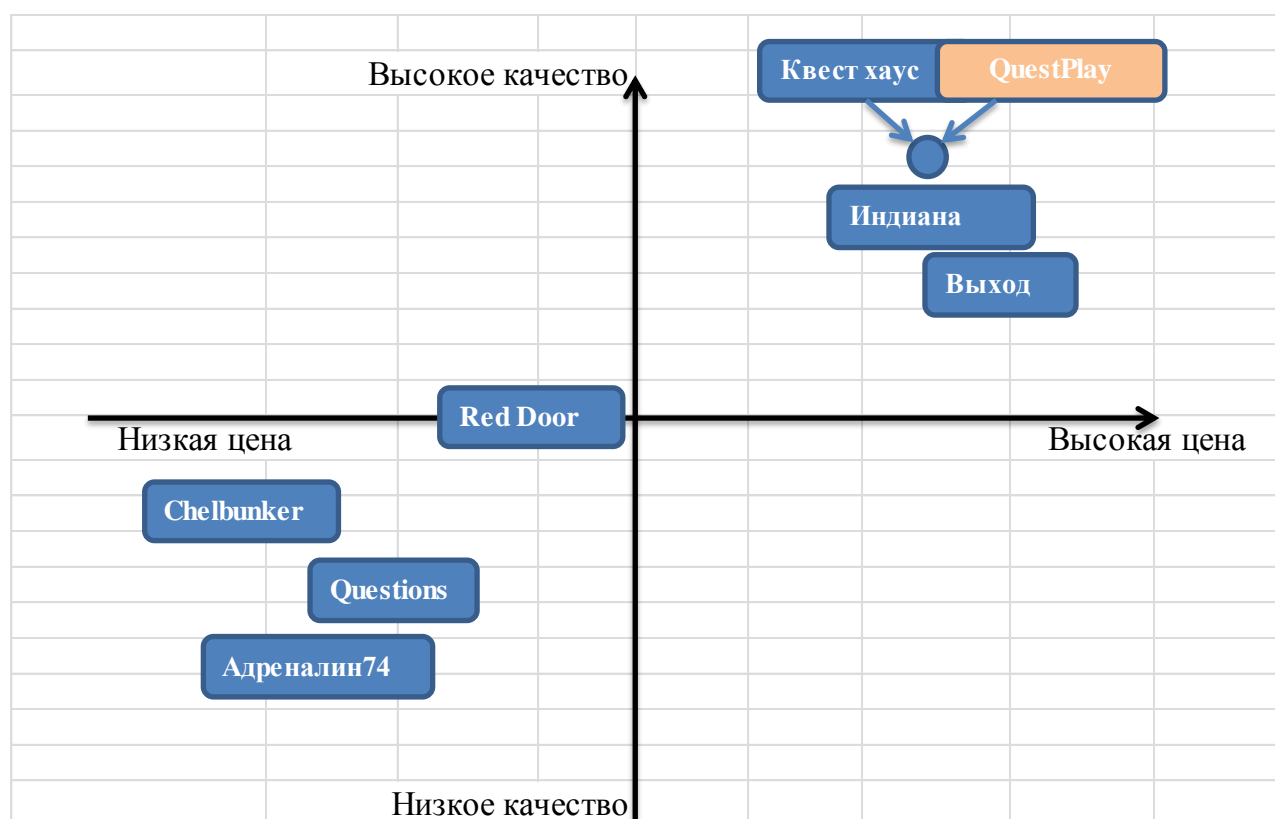 Квест хаус
QuestPlay
Высокое качество
Индиана
Выход
Red Door
Низкая цена
Высокая цена
Chelbunker
Questions
Адреналин74
Низкое качество